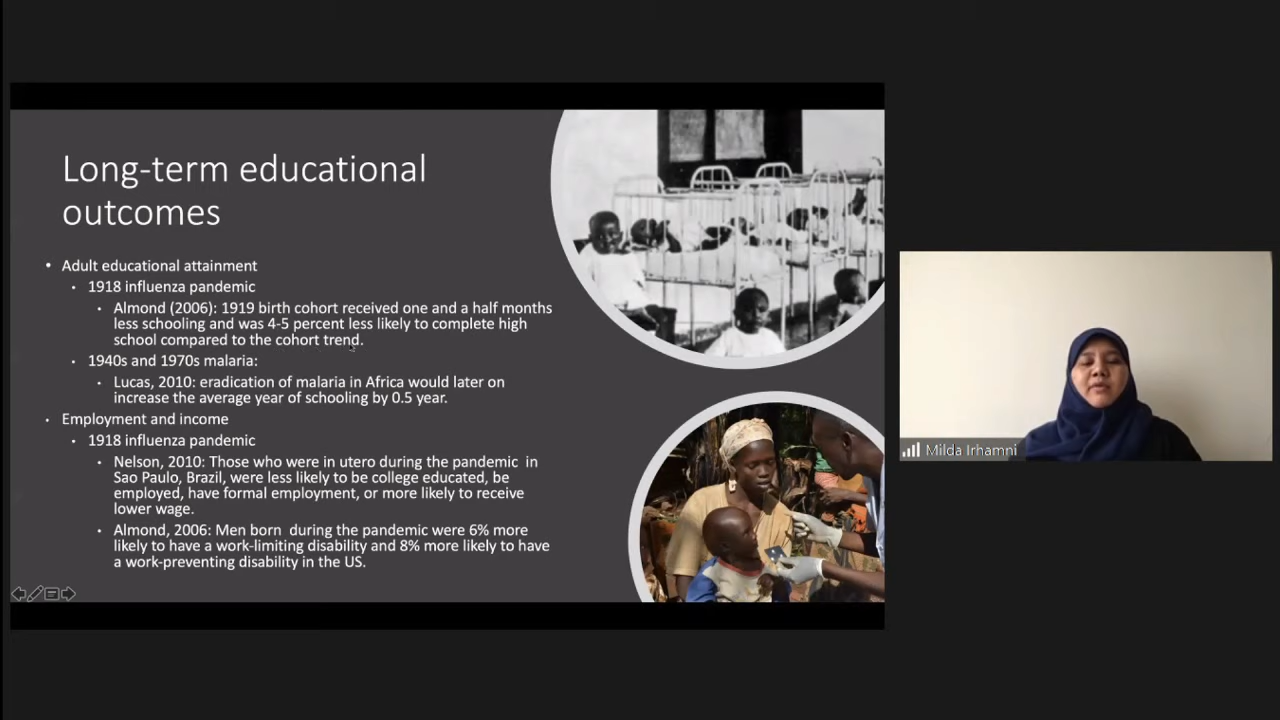 Long-term educational
outcomes
• Adult educational attainment
• 1918 influenza pandemic
• Almond (2006): 1919 birth cohort received one and a half months
less schooling and was 4-5 percent less likely to complete high
school compared to the cohort trend.
• 1940s and 1970s malaria:
• Lucas, 2010: eradication of malaria in Africa would later on
increase the average year of schooling by 0.5 year.
• Employment and income
• 1918 influenza pandemic
• Nelson, 2010: Those who were in utero during the pandemic in
Sao Paulo, Brazil, were less likely to be college educated, be
employed, have formal employment, or more likely to receive
lower wage.
• Almond, 2006: Men born during the pandemic were 6% more
likely to have a work-limiting disability and 8% more likely to have
a work-preventing disability in the US.
Milda Irhamni